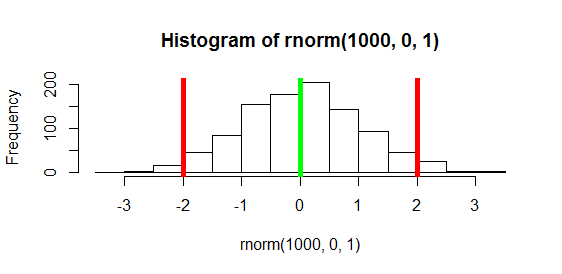 Histogram of rnorm(1000, 0, 1)
Frequency
200
100
0
-3 -2 -1 0 1 2 3
rnorm(1000, 0, 1)